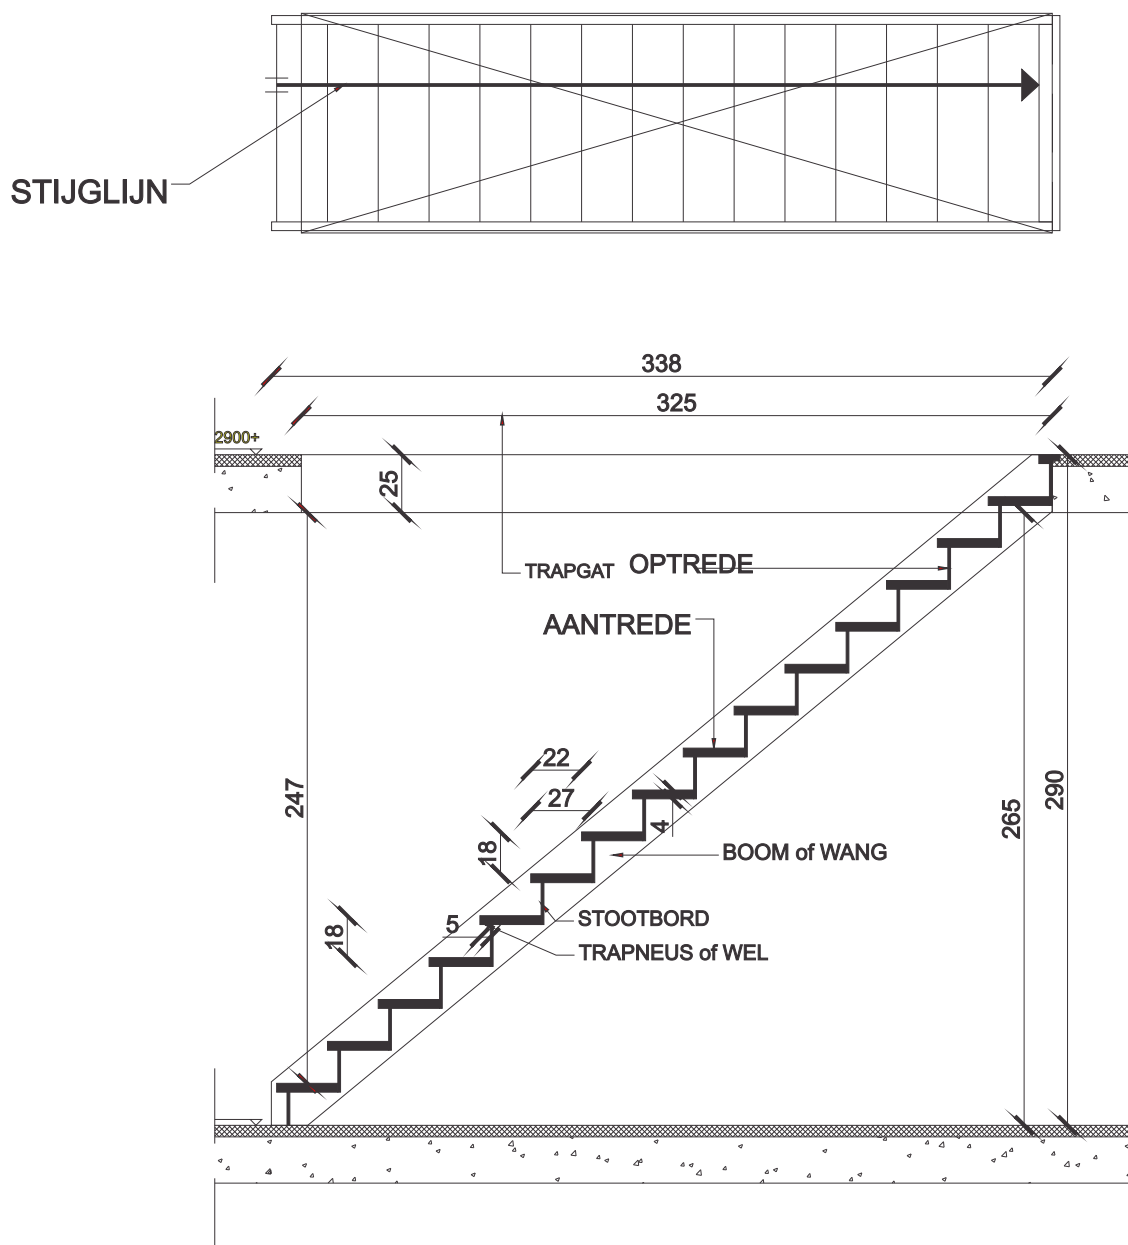 STIJGLIJN
338
325
2900+
25
TRAPGAT
OPTREDE
AANTREDE
22
27
247
18
4
265
290
BOOM of WANG
18
5
STOOTBORD
TRAPNEUS of WEL